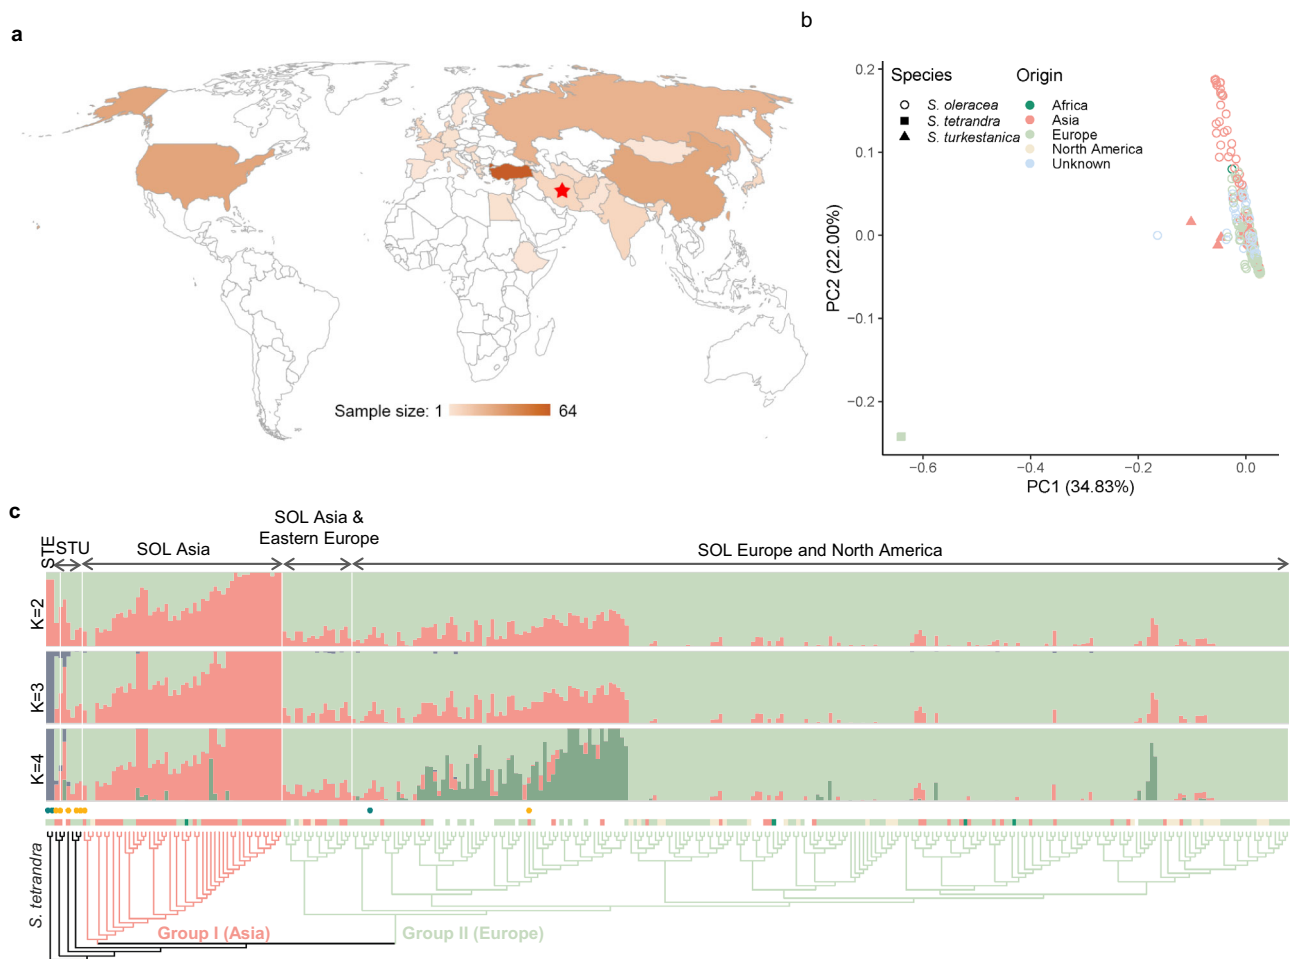 a
Sample size: 1
64
b
Species
S. oleracea
S. tetrandra
S. turkestanica
Origin
Africa
Asia
Europe
North America
Unknown
PC2 (22.00%)
0.2
0.1
0.0
−0.1
−0.2
−0.6
−0.4
−0.2
0.0
PC1 (34.83%)
c
STE
STU
SOL Asia
SOL Asia &
Eastern Europe
SOL Europe and North America
K=2
K=3
K=4
S. tetrandra
Group I (Asia)
Group II (Europe)